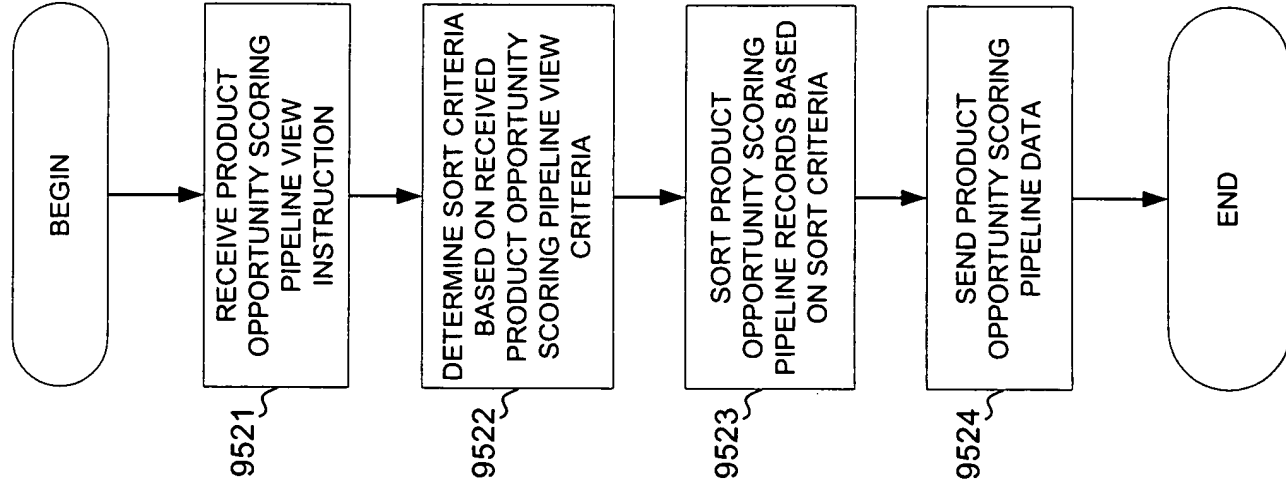 BEGIN
9521
RECEIVE PRODUCT
OPPORTUNITY SCORING
PIPELINE VIEW
INSTRUCTION
9522
DETERMINE SORT CRITERIA
BASED ON RECEIVED
PRODUCT OPPORTUNITY
SCORING PIPELINE VIEW
CRITERIA
9523
SORT PRODUCT
OPPORTUNITY SCORING
PIPELINE RECORDS BASED
ON SORT CRITERIA
9524
SEND PRODUCT
OPPORTUNITY SCORING
PIPELINE DATA
END